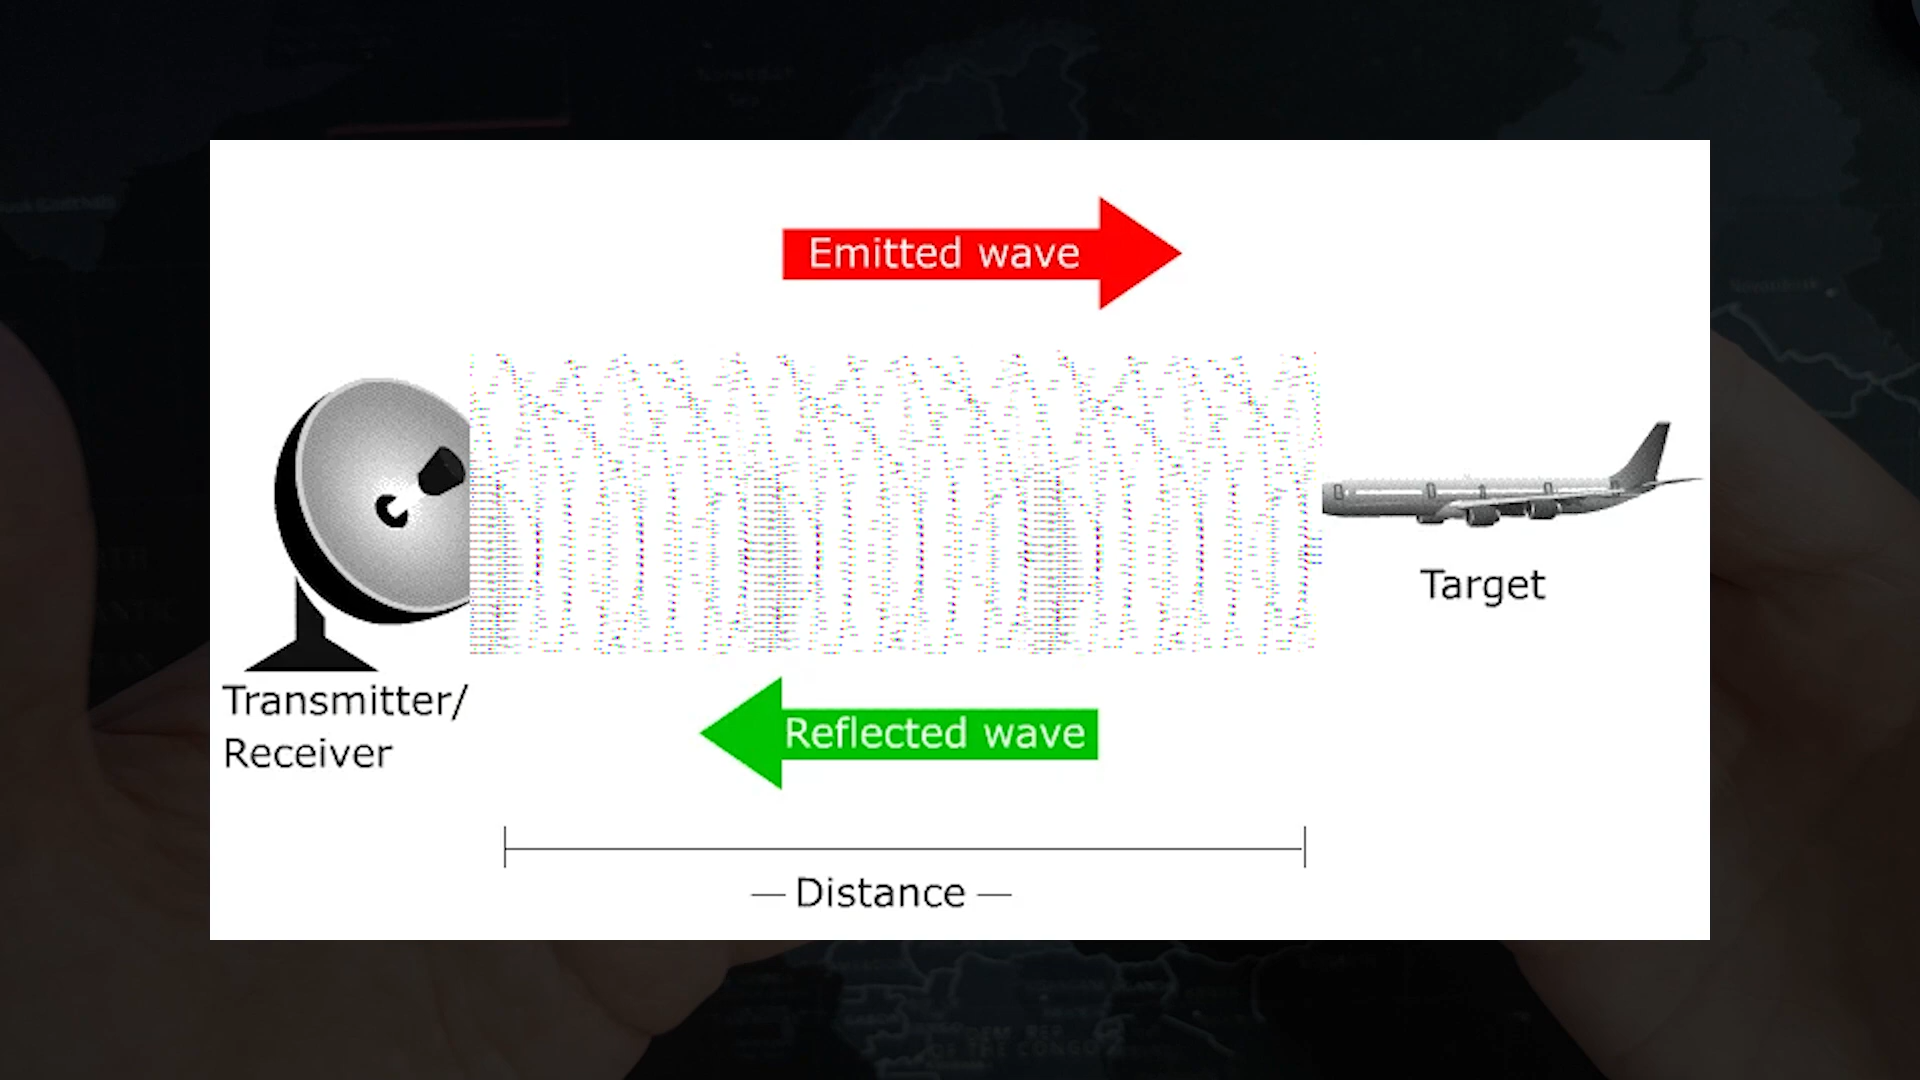 Emitted wave
Target
Transmitter/
Receiver
Reflected wave
— Distance —